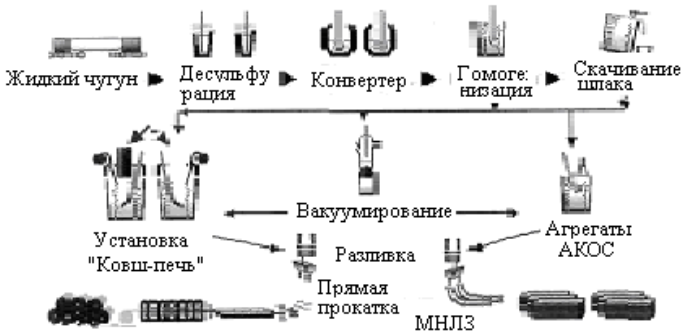 Жидкий чугун
Десульфу
рация
Конвертер
Гомоге:
низация
Скачивание
шлака
Вакуумирование
Установка
"Ковш-печь"
Разливка
Агрегаты
АКОС
Прямая
прокатка
МНЛЗ